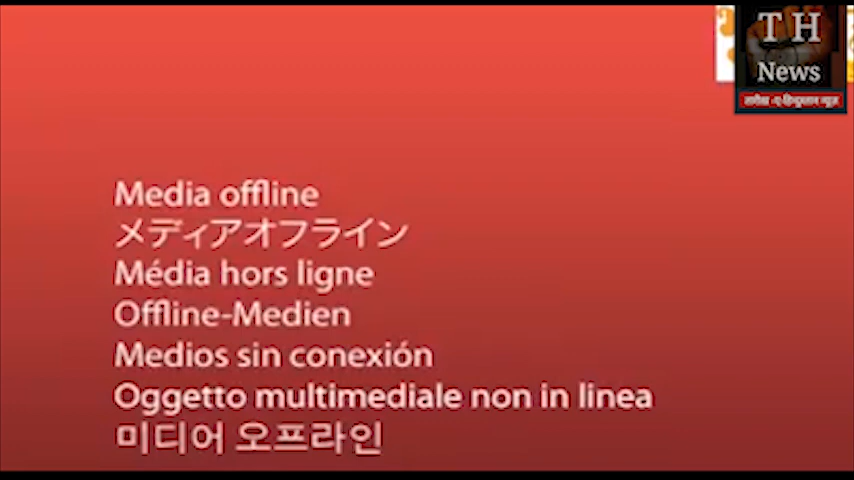 T H
News
तारीख -ए-हिन्दुस्तान न्यूज़
Media offline
メディアオフライン
Média hors ligne
Offline-Medien
Medios sin conexión
Oggetto multimediale non in linea
미디어 오프라인